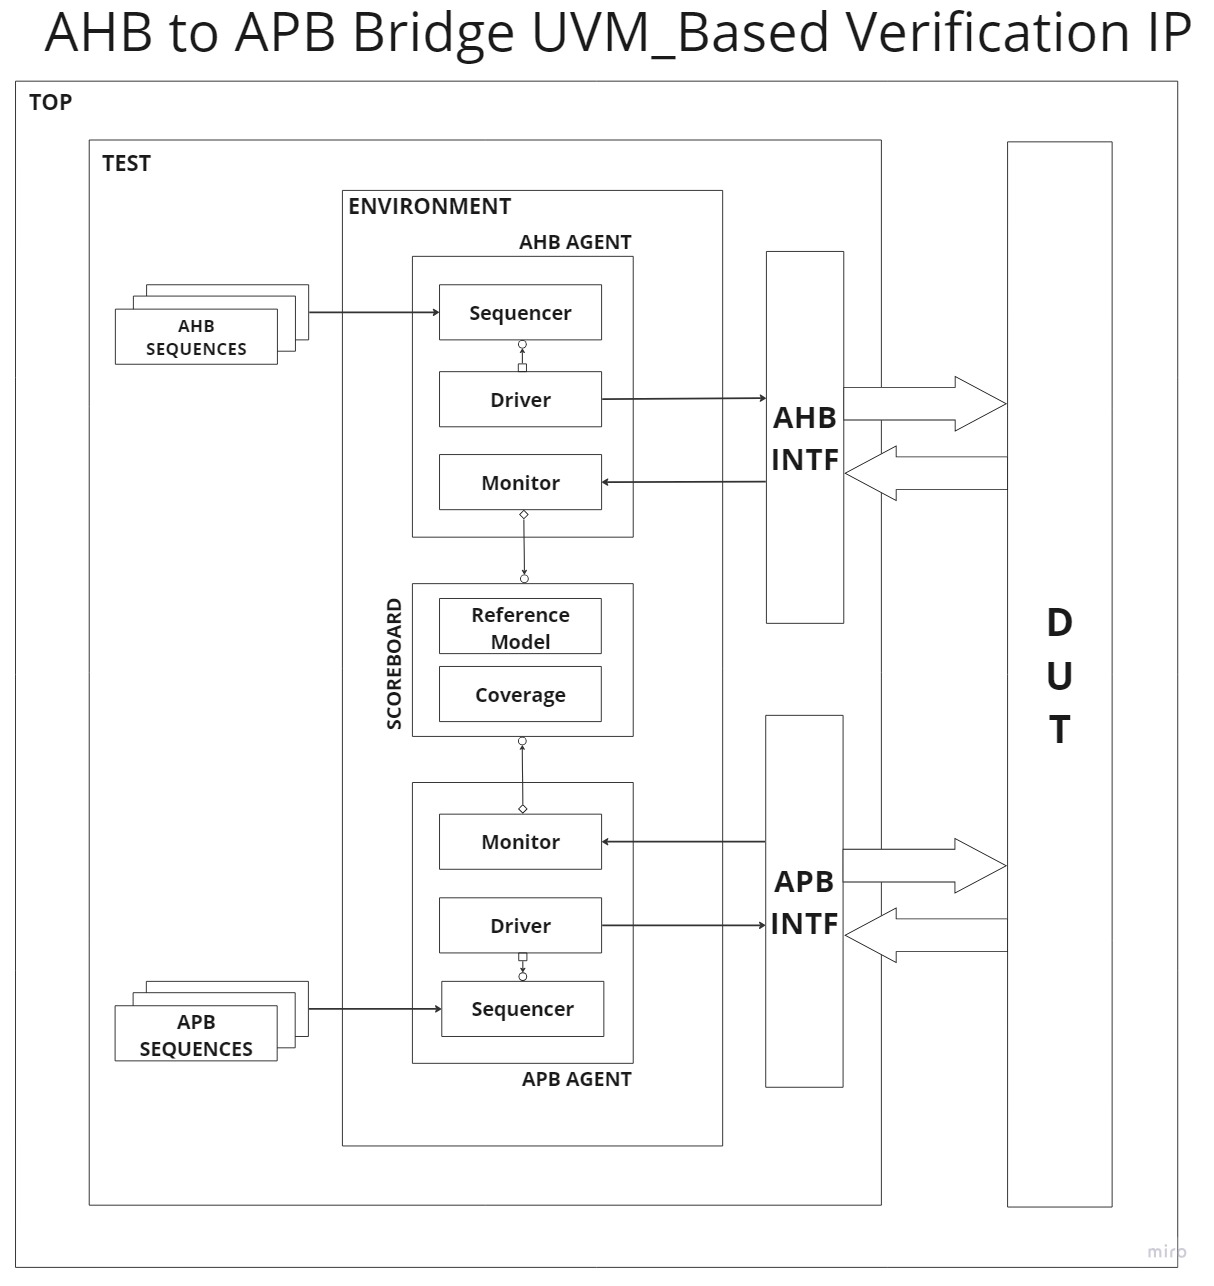 AHB to APB Bridge UVM_Based Verification IP
TOP
TEST
ENVIRONMENT
AHB AGENT
AHB
SEQUENCES
Sequencer
Driver
Monitor
AHB
INTF
SCOREBOARD
Reference
Model
Coverage
D
U
T
Monitor
Driver
APB
INTF
APB
SEQUENCES
Sequencer
APB AGENT
miro